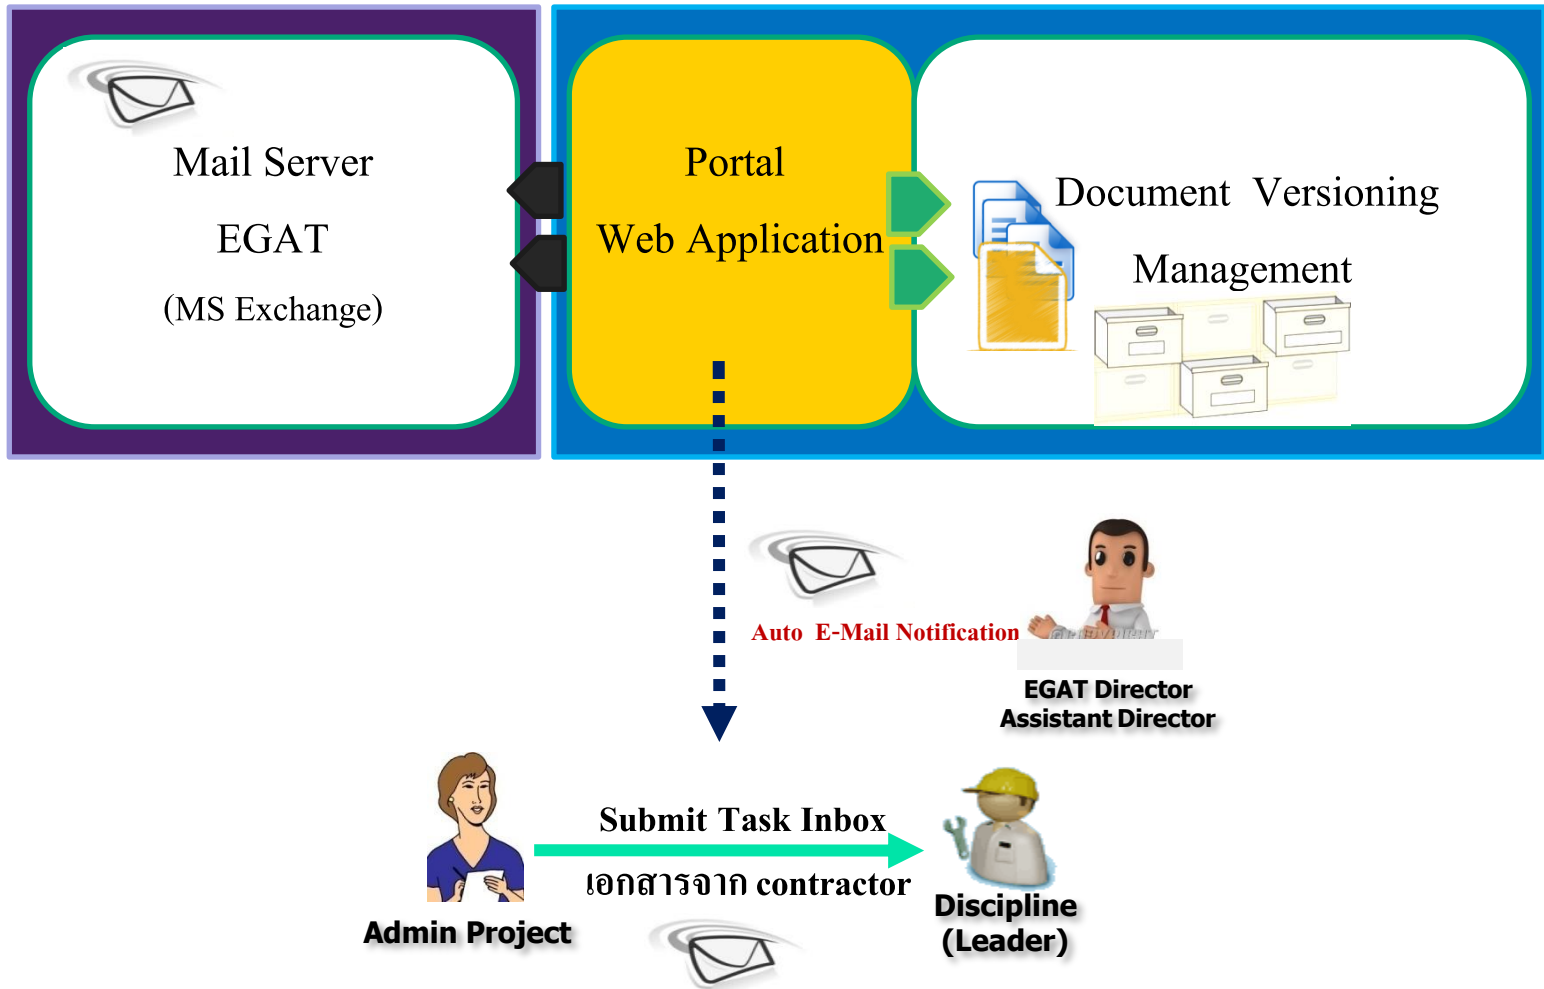 Mail Server
EGAT
(MS Exchange)
Portal
Web Application
Document Versioning
Management
Auto E-Mail Notification
©COPYRIGHT
EGAT Director
Assistant Director
Submit Task Inbox
เอกสารจาก contractor
Admin Project
Discipline
(Leader)